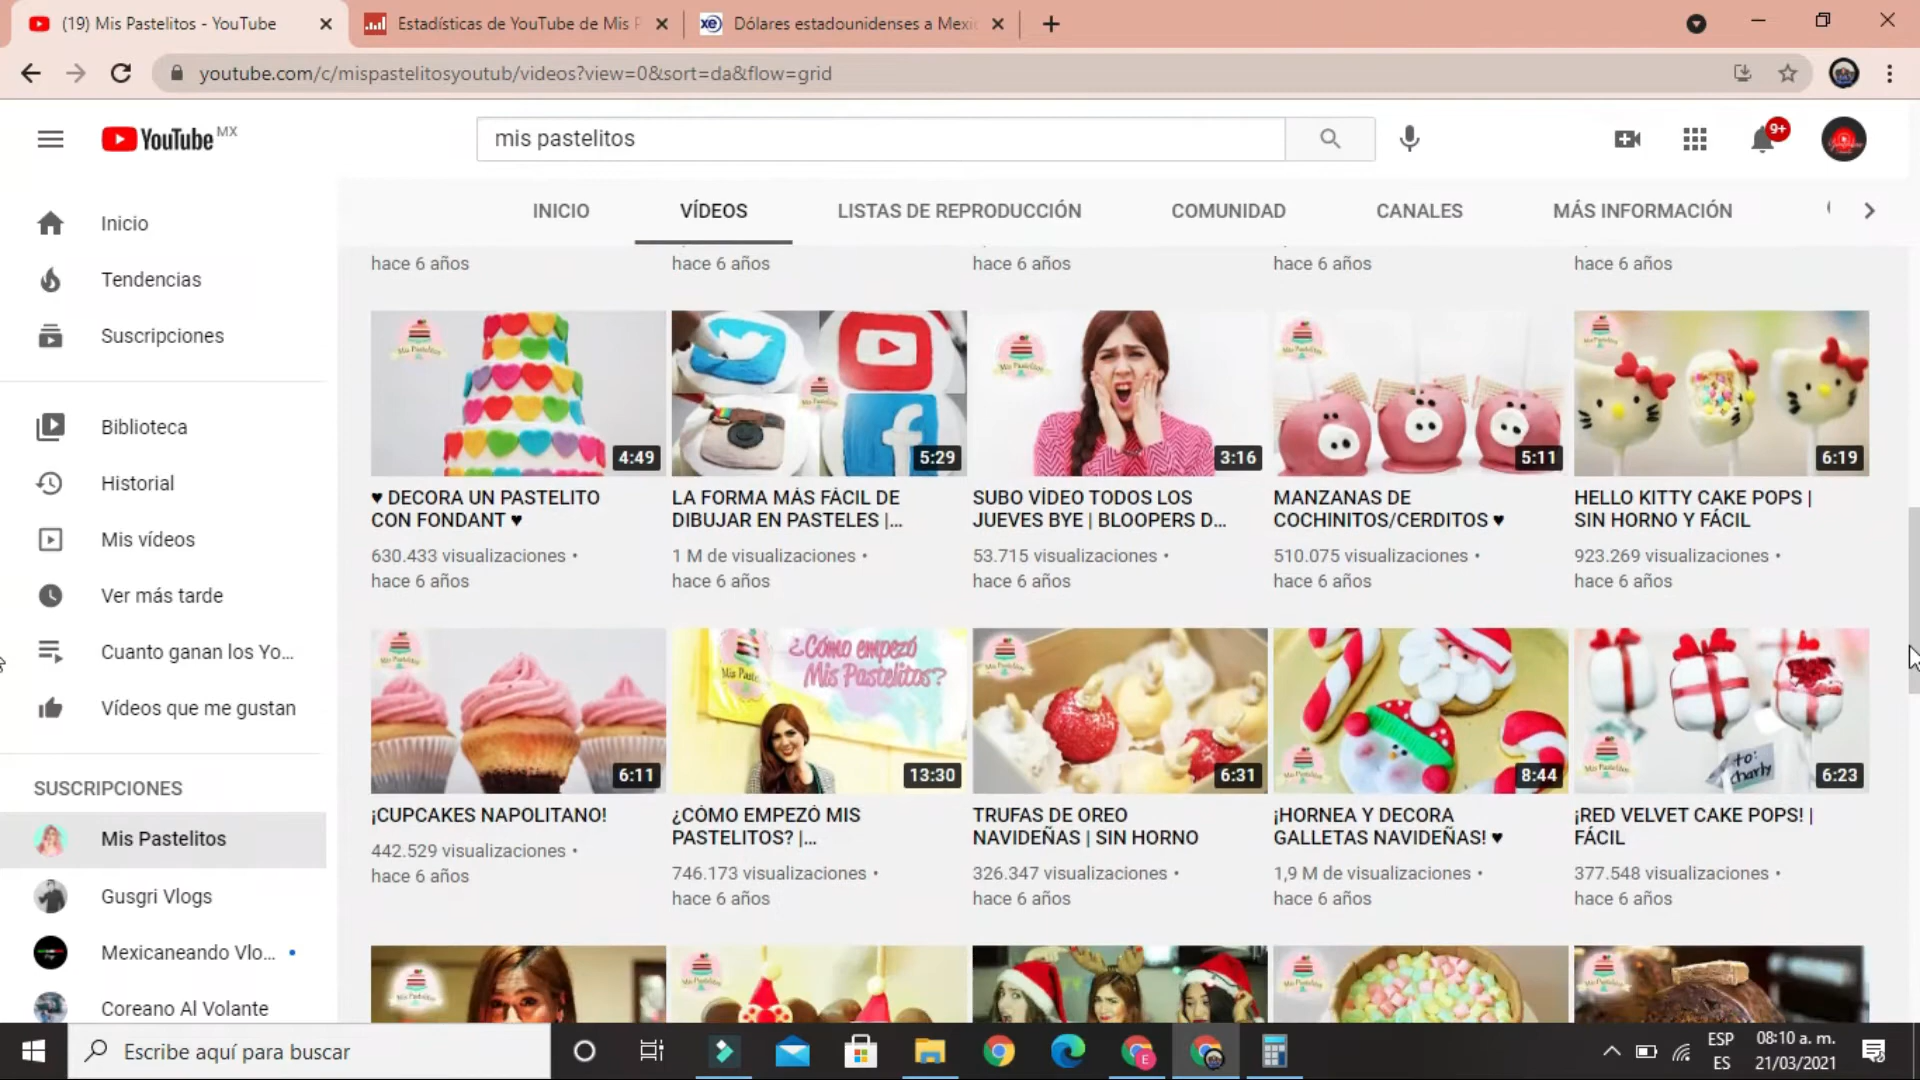 (19) Mis Pastelitos - YouTube
Estadísticas de YouTube de Mis P
Dólares estadounidenses a Mexic
youtube.com/c/mispastelitosyoutub/videos?view=0&sort=da&flow=grid
YouTube MX
mis pastelitos
9+
INICIO
VÍDEOS
LISTAS DE REPRODUCCIÓN
COMUNIDAD
CANALES
MÁS INFORMACIÓN
Inicio
Tendencias
Suscripciones
Biblioteca
Historial
Mis vídeos
Ver más tarde
Cuanto ganan los Yo...
Vídeos que me gustan
SUSCRIPCIONES
Mis Pastelitos
Gusgri Vlogs
Mexicaneando Vlo...
Coreano Al Volante
hace 6 años
hace 6 años
hace 6 años
hace 6 años
hace 6 años
4:49
♥ DECORA UN PASTELITO
CON FONDANT ♥
630.433 visualizaciones •
hace 6 años
5:29
LA FORMA MÁS FÁCIL DE
DIBUJAR EN PASTELES |...
1 M de visualizaciones •
hace 6 años
3:16
SUBO VÍDEO TODOS LOS
JUEVES BYE | BLOOPERS D...
53.715 visualizaciones •
hace 6 años
5:11
MANZANAS DE
COCHINITOS/CERDITOS ♥
510.075 visualizaciones •
hace 6 años
6:19
HELLO KITTY CAKE POPS |
SIN HORNO Y FÁCIL
923.269 visualizaciones •
hace 6 años
6:11
¡CUPCAKES NAPOLITANO!
442.529 visualizaciones •
hace 6 años
¿Cómo empezó
Mis Pastelitos?
13:30
¿CÓMO EMPEZÓ MIS
PASTELITOS? |...
746.173 visualizaciones •
hace 6 años
6:31
TRUFAS DE OREO
NAVIDEÑAS | SIN HORNO
326.347 visualizaciones •
hace 6 años
8:44
¡HORNEA Y DECORA
GALLETAS NAVIDEÑAS! ♥
1,9 M de visualizaciones •
hace 6 años
to:
charly
6:23
¡RED VELVET CAKE POPS! |
FÁCIL
377.548 visualizaciones •
hace 6 años
Escribe aquí para buscar
ESP
ES
08:10 a. m.
21/03/2021